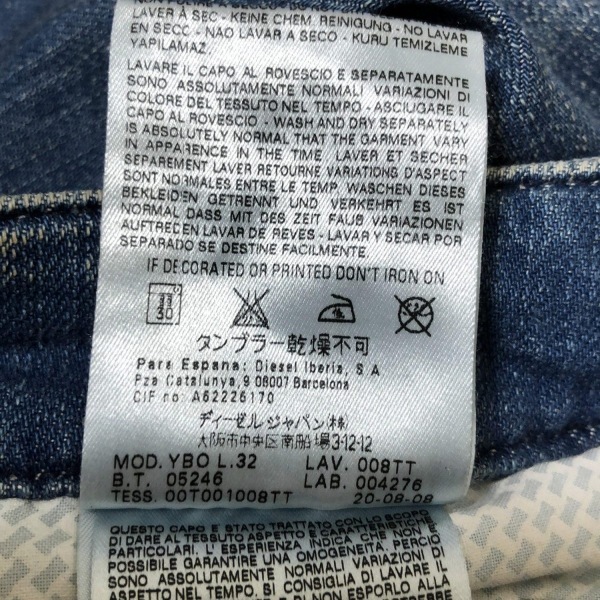 LAVER À SEC - KEINE CHEM REINIGUNG - NO LAVAR
EN SECC - NAO LAVAR A SECO - KURU TEMIZLEME
YAPILAMAZ.
LAVARE IL CAPO AL ROVESCIO E SEPARATAMENTE
SONO ASSOLUTAMENTE NORMALI VARIAZIONI DI
COLORE DEL TESSUTO NEL TEMPO - ASCIUGARE IL
CAPO AL ROVESCIO - WASH AND DRY SEPARATELY
IS ABSOLUTELY NORMAL THAT THE GARMENT VARY
IN APPARENCE IN THE TIME LAVER ET SECHER
SEPAREMENT LAVER RETOURNE VARIATIONS D'ASPECT
SONT NORMALES ENTRE LE TEMP. WASCHEN DIESES
BEKLEIDEN GETRENNT UND VERKEHRT ES IST
NORMAL DASS MIT DES ZEIT FAUB VARIAZIONEN
AUFTRECEN LAVAR DE REVES - LAVAR Y SECAR POR
SEPARADO SE DESTINE FACILMENTE.
IF DECORATED OR PRINTED DON'T IRON ON
30
タンブラー乾燥不可
Para Espana: Diesel Iberia, S A
Pza Catalunya, 9 08007 Barcelona
CIF no: A62226170
ディーゼルジャパン(株)
大阪市中央区南船場3-12-12
MOD. YBO L.32 LAV. 008TT
B.T. 05246 LAB. 004276
TESS. 00T001008TT 20-08-08
QUESTO CAPO E STATO TRATTATO CON LO SCOPO
DI DARE AL TESSUTO ASPETTO E CARATTERISTICHE
PARTICOLARI. L' ESPERIENZA INDICA CHE NON E
POSSIBILE GARANTIRE UNA OMOGENEITA. PERCIO
SONO ASSOLUTAMENTE NORMALI VARIAZIONI DI
NEL TEMPO. SI CONSIGLIA DI LAVARE IL
E DI NON ESPORLO ALLA